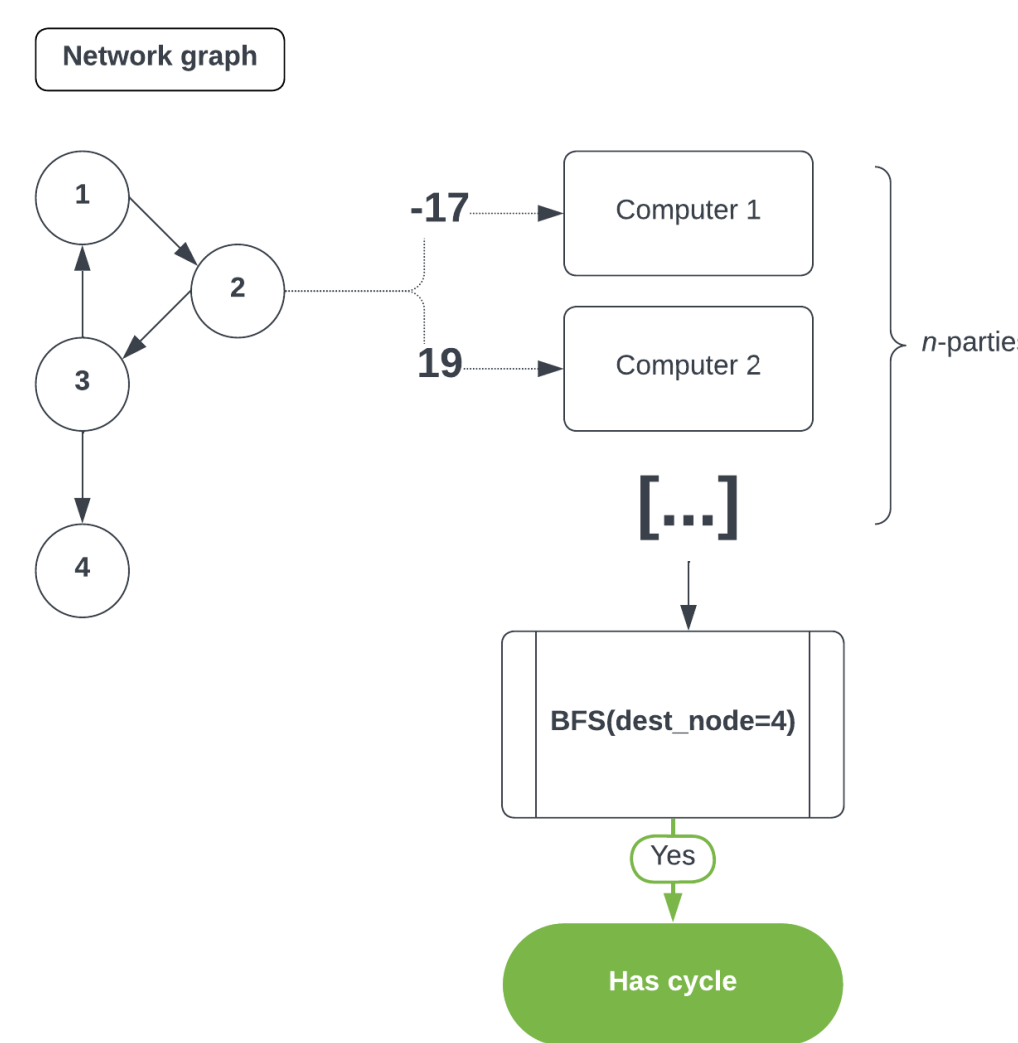 Network graph
1
2
3
4
-17
19
Computer 1
Computer 2
[...]
n-partie
BFS(dest_node=4)
Yes
Has cycle